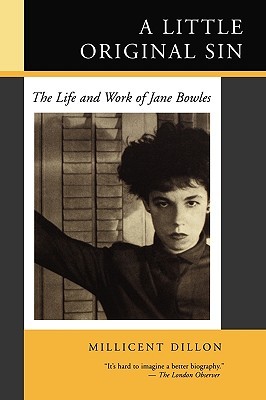 A LITTLE
ORIGINAL SIN
The Life and Work of Jane Bowles
MILLICENT DILLON
"It's hard to imagine a better biography."
— The London Observer